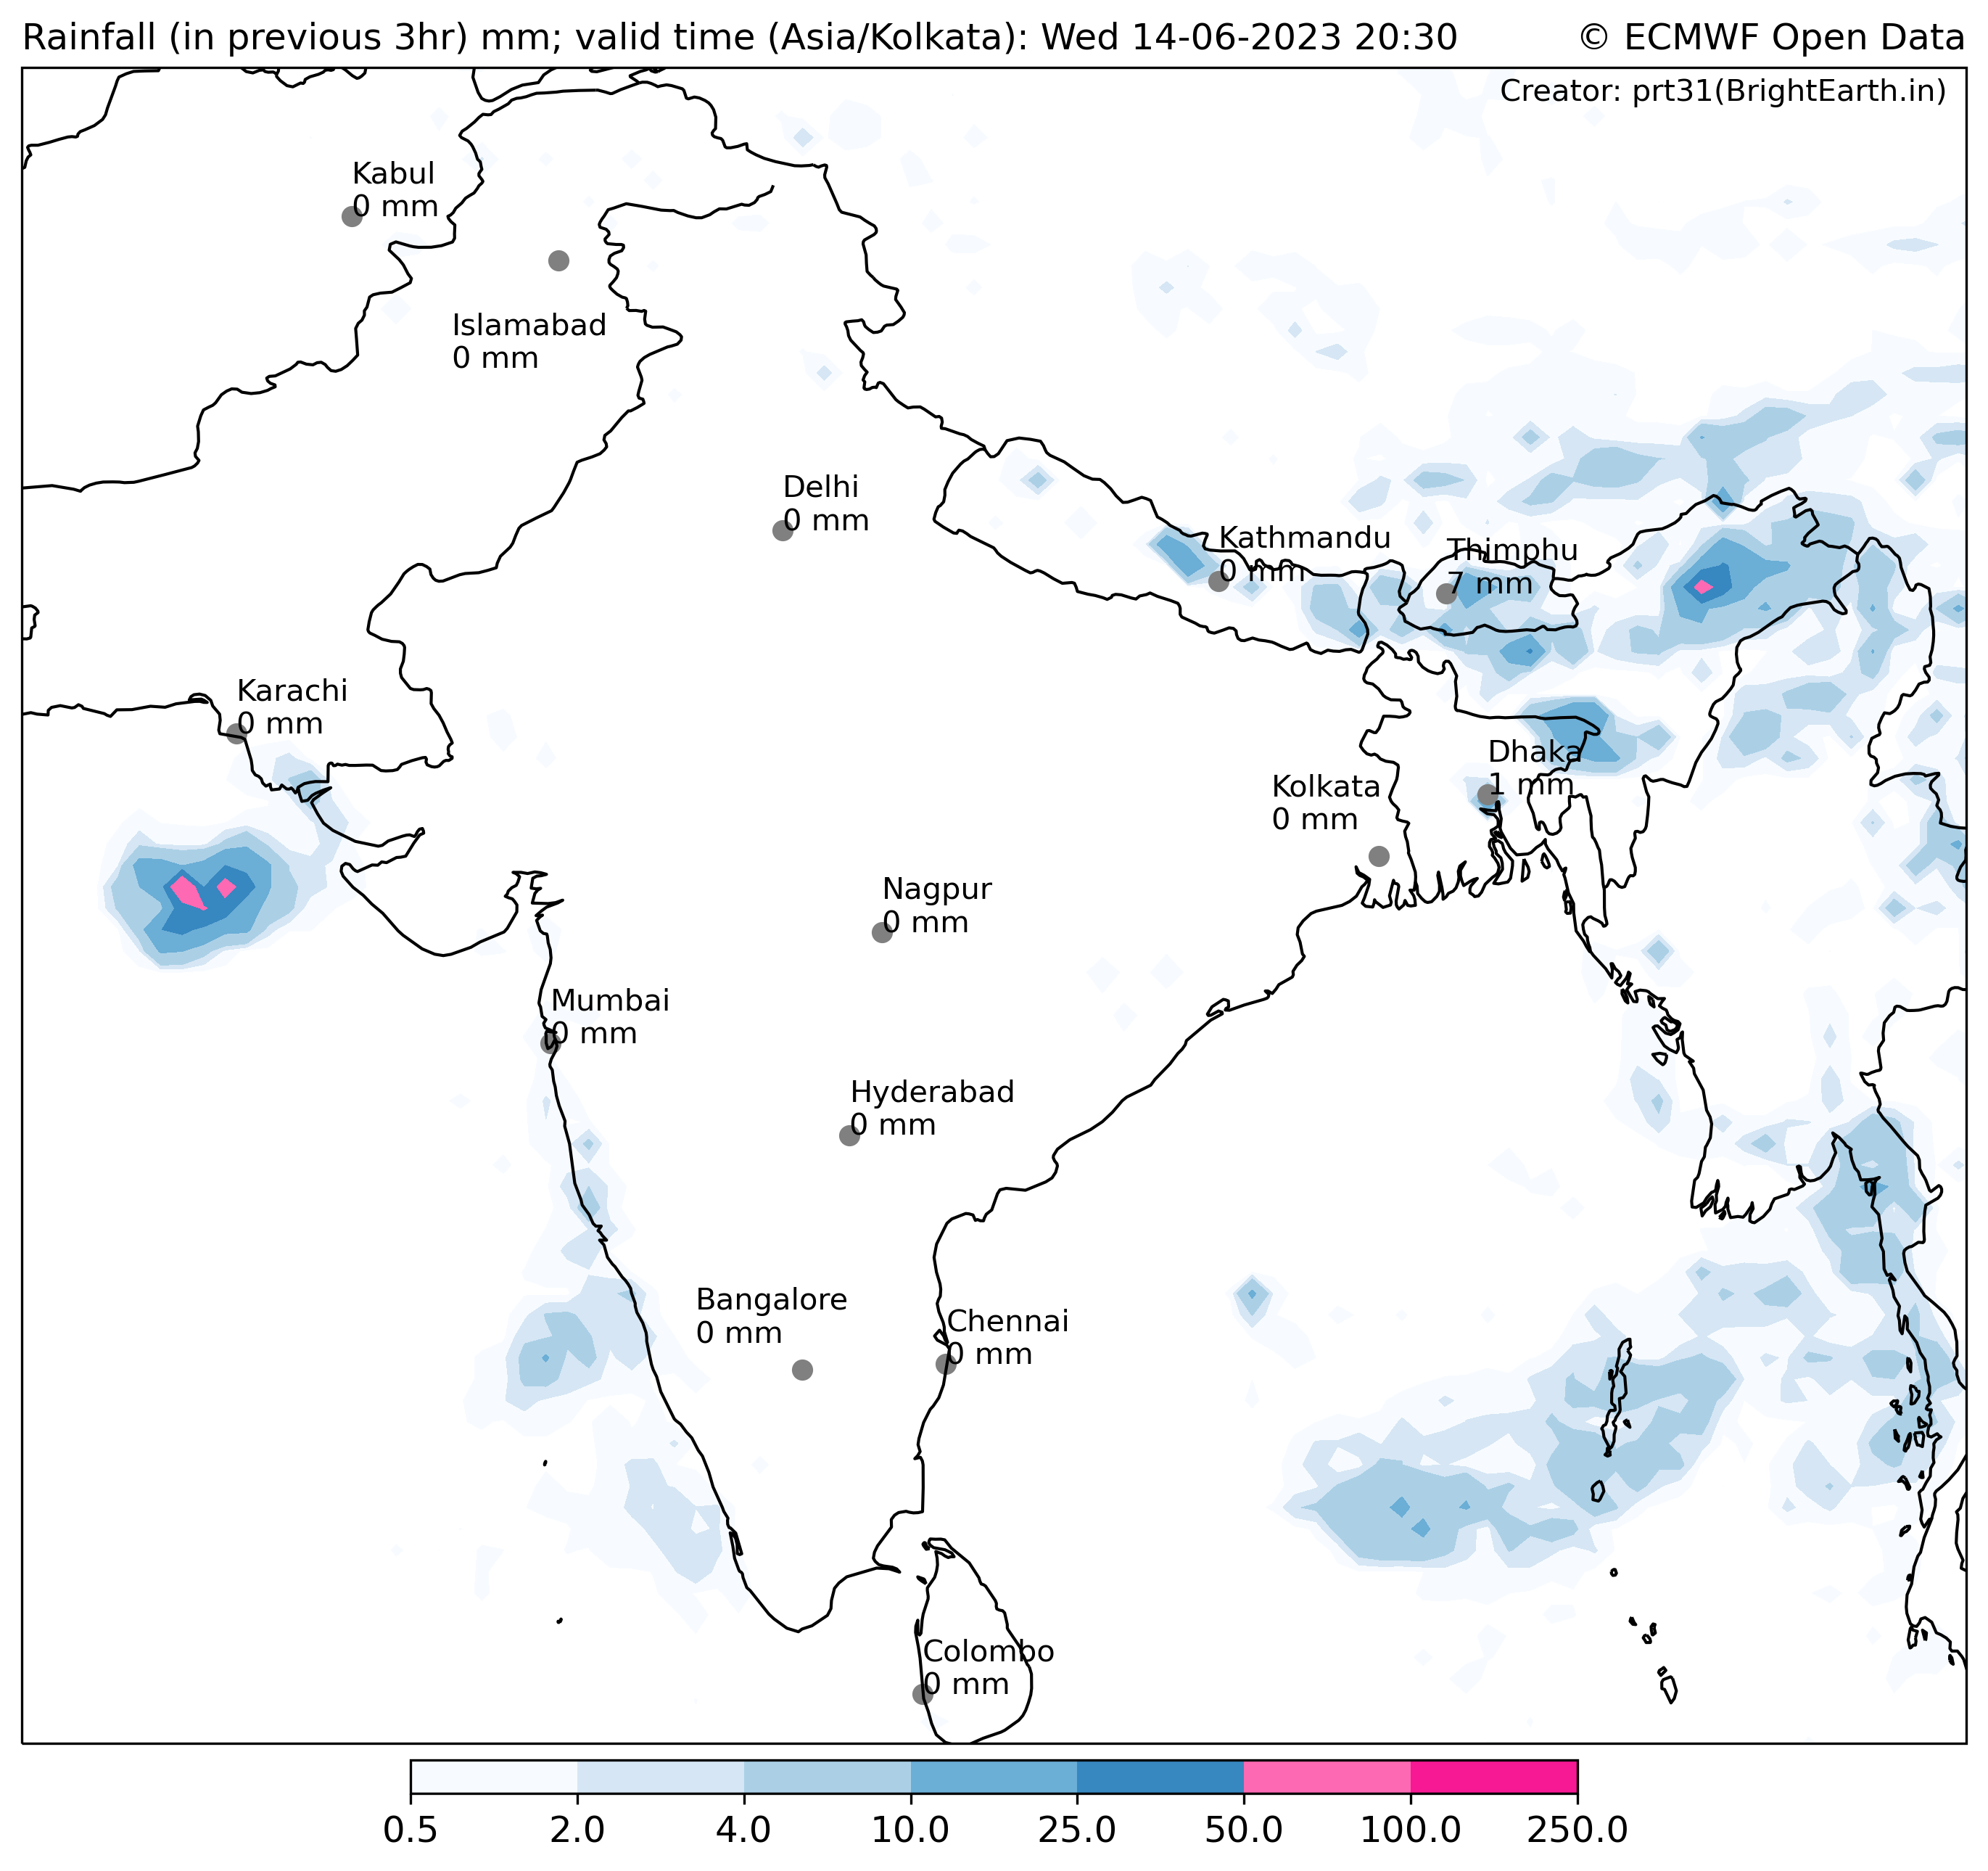 Rainfall (in previous 3hr) mm; valid time (Asia/Kolkata): Wed 14-06-2023 20:30
© ECMWF Open Data
Creator: prt31(BrightEarth.in)
Kabul
0 mm
Islamabad
0 mm
Delhi
0 mm
Kathmandu
0 mm
Thimphu
7 mm
Karachi
0 mm
Dhaka
1 mm
Kolkata
0 mm
Nagpur
0 mm
Mumbai
0 mm
Hyderabad
0 mm
Bangalore
0 mm
Chennai
0 mm
Colombo
0 mm
0.5 2.0 4.0 10.0 25.0 50.0 100.0 250.0